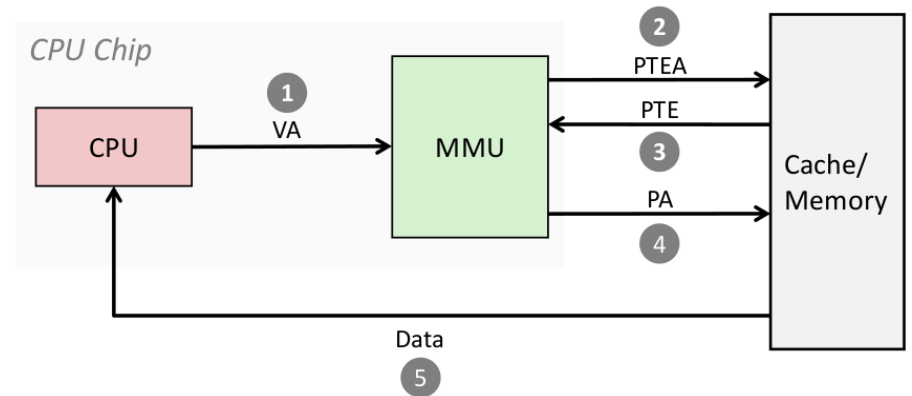 CPU Chip
2
PTEA
1
VA
PTE
CPU
MMU
3
Cache/
Memory
PA
4
Data
5